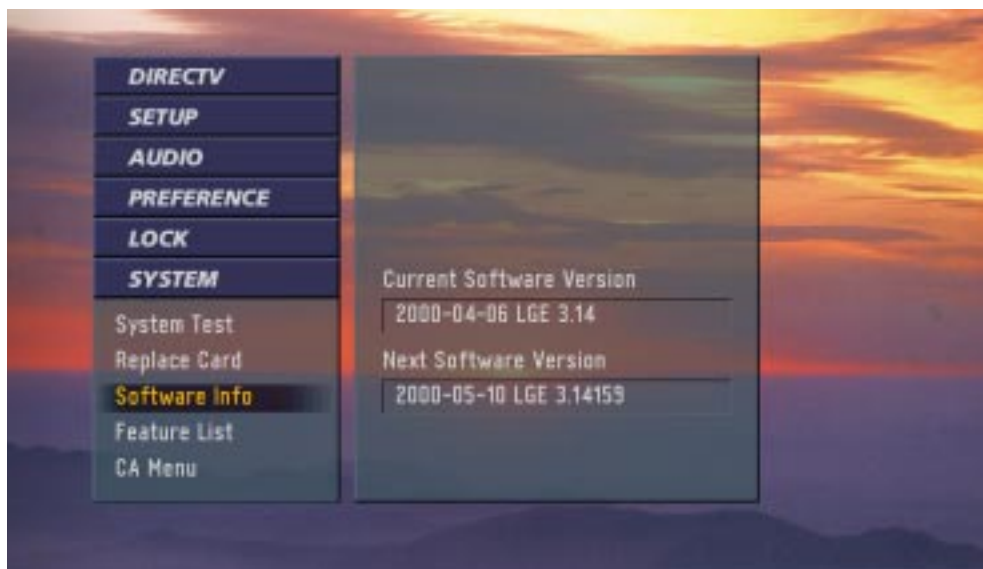 DIRECTV
SETUP
AUDIO
PREFERENCE
LOCK
SYSTEM
System Test
Replace Card
Software Info
Feature List
CA Menu
Current Software Version
2000-04-06 LGE 3.14
Next Software Version
2000-05-10 LGE 3.14159